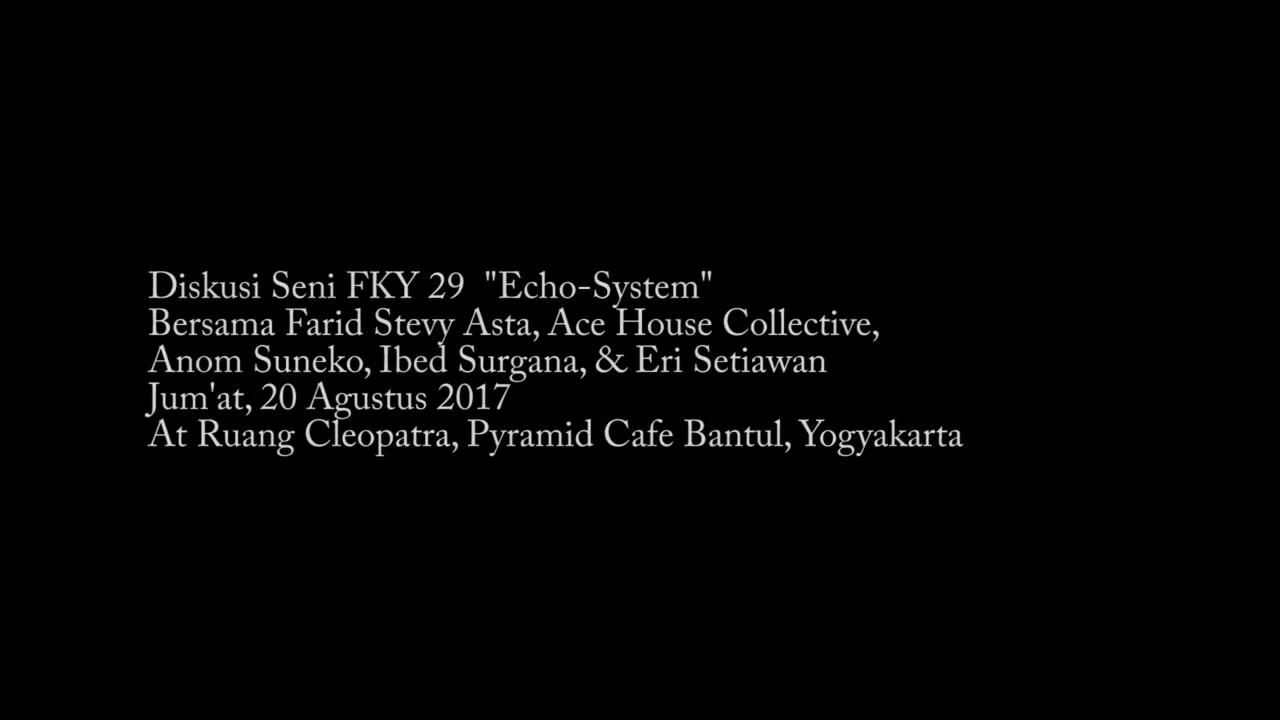 Diskusi Seni FKY 29  "Echo-System"
Bersama Farid Stevy Asta, Ace House Collective,
Anom Suneko, Ibed Surgana, & Eri Setiawan
Jum'at, 20 Agustus 2017
At Ruang Cleopatra, Pyramid Cafe Bantul, Yogyakarta